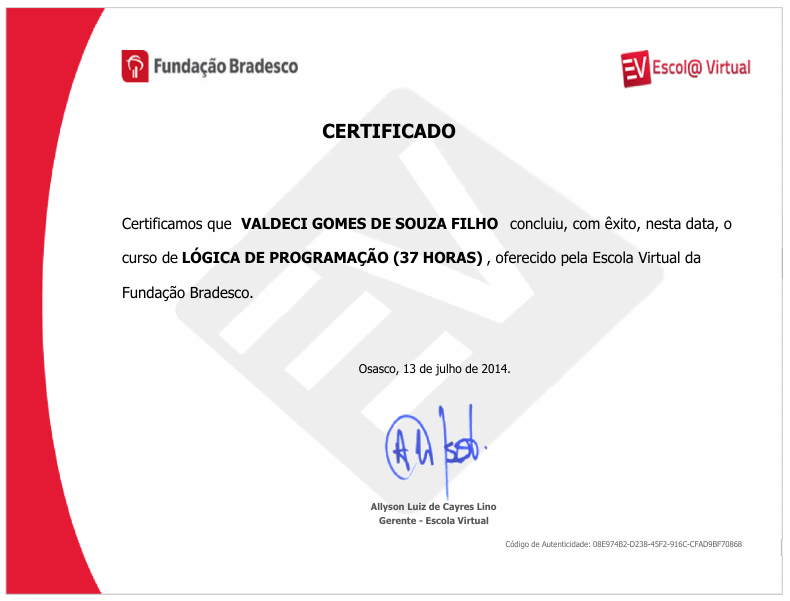 Fundação Bradesco
EV Escol@ Virtual
CERTIFICADO
Certificamos que VALDECI GOMES DE SOUZA FILHO concluiu, com êxito, nesta data, o
curso de LÓGICA DE PROGRAMAÇÃO (37 HORAS) , oferecido pela Escola Virtual da
Fundação Bradesco.
Osasco, 13 de julho de 2014.
Allyson Luiz de Cayres Lino
Gerente - Escola Virtual
Código de Autenticidade: 08E974B2-D238-45F2-916C-CFAD9BF70868